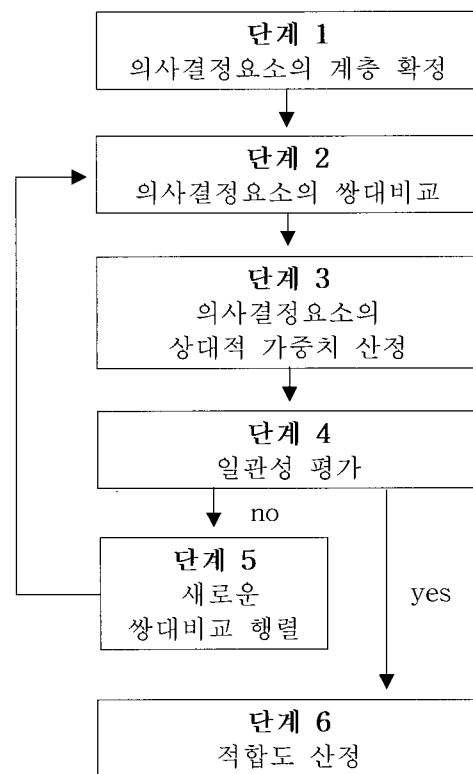 단계 1
의사결정요소의 계층 확정
단계 2
의사결정요소의 쌍대비교
단계 3
의사결정요소의
상대적 가중치 산정
단계 4
일관성 평가
no
단계 5
새로운
쌍대비교 행렬
yes
단계 6
적합도 산정